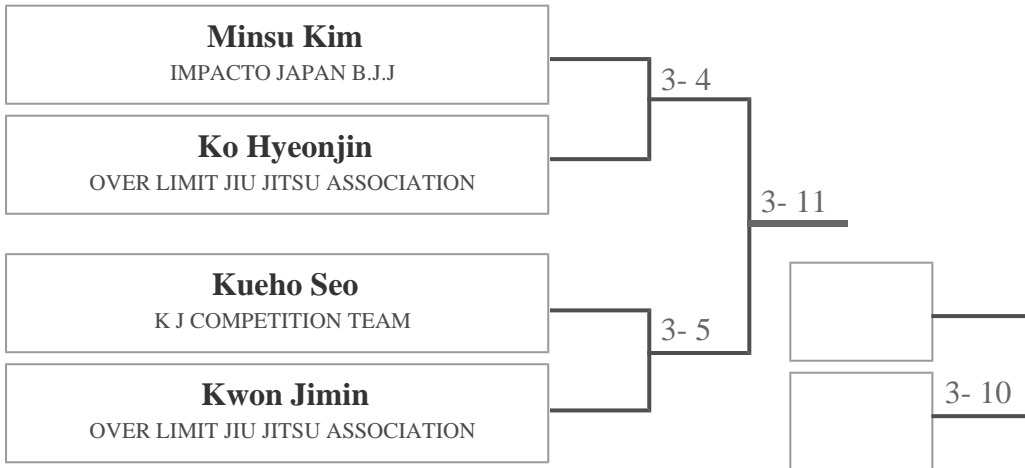 Minsu Kim
IMPACTO JAPAN B.J.J
3- 4
Ko Hyeonjin
OVER LIMIT JIU JITSU ASSOCIATION
3- 11
Kueho Seo
K J COMPETITION TEAM
3- 5
Kwon Jimin
OVER LIMIT JIU JITSU ASSOCIATION
3- 10